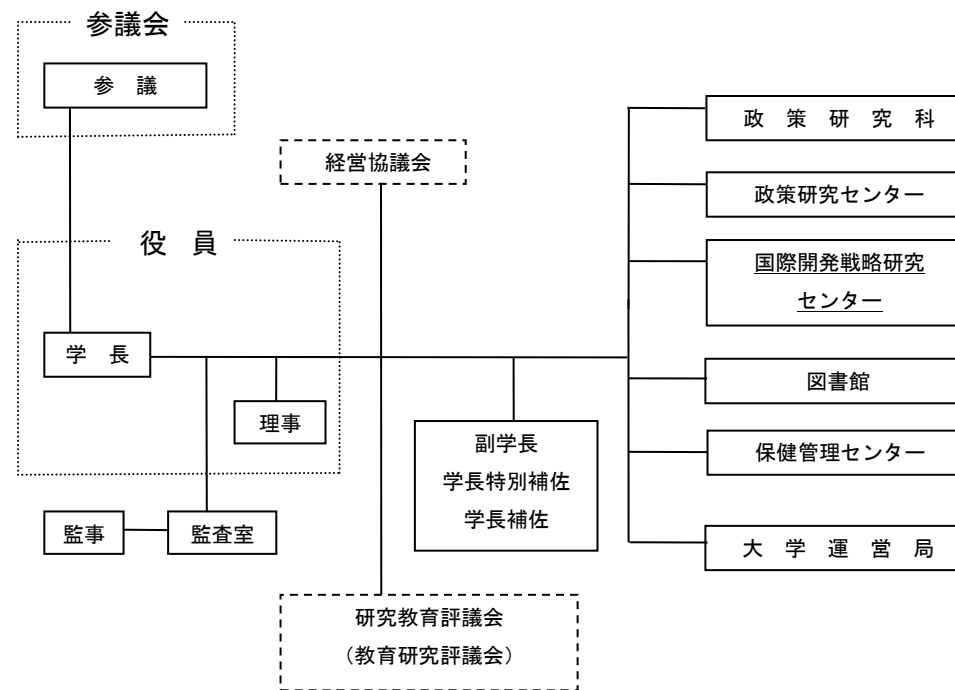 参議会
参　議
経営協議会
役　員
学　長
理事
監事
監査室
副学長
学長特別補佐
学長補佐
研究教育評議会
（教育研究評議会）
政　策　研　究　科
政策研究センター
国際開発戦略研究
センター
図書館
保健管理センター
大　学　運　営　局